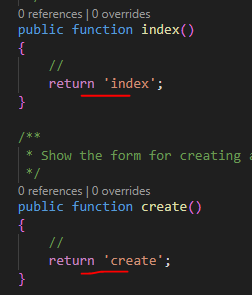 0 references | 0 overrides
public function index()
{
//
return 'index';
}
/**
* Show the form for creating
*/
0 references | 0 overrides
public function create()
{
//
return 'create';
}